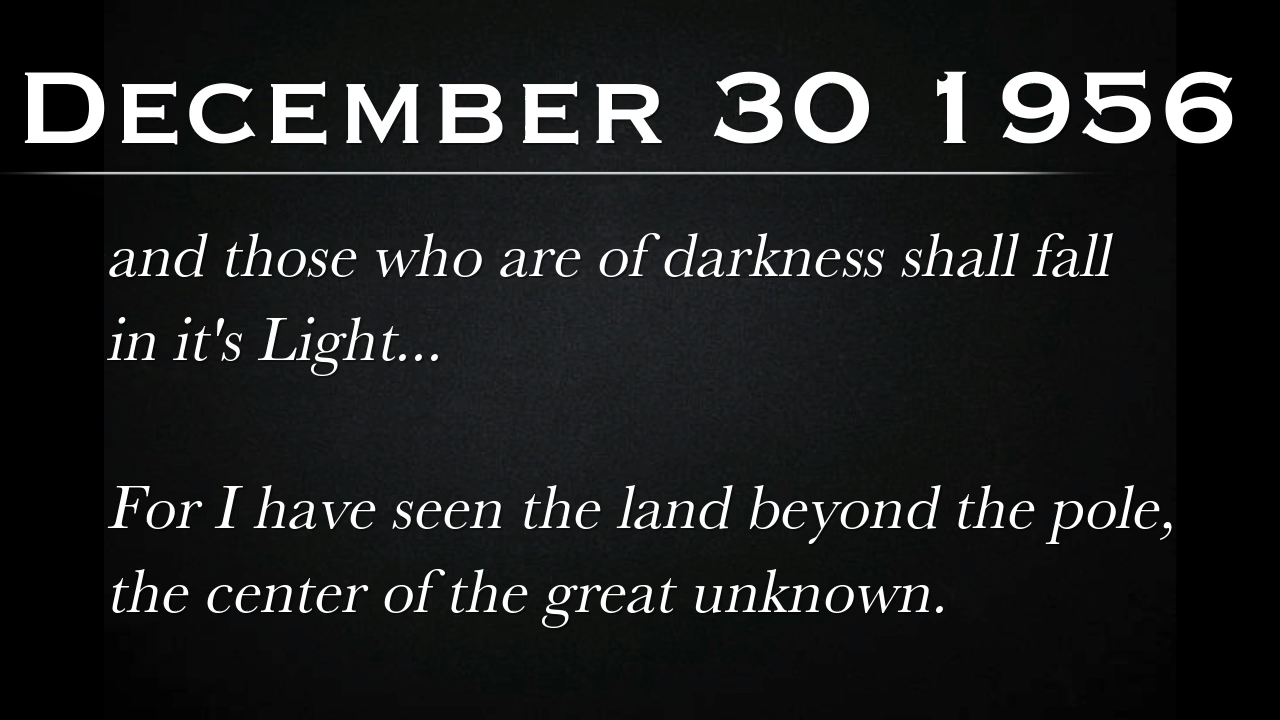 December 30 1956
and those who are of darkness shall fall
in it's Light...
For I have seen the land beyond the pole,
the center of the great unknown.